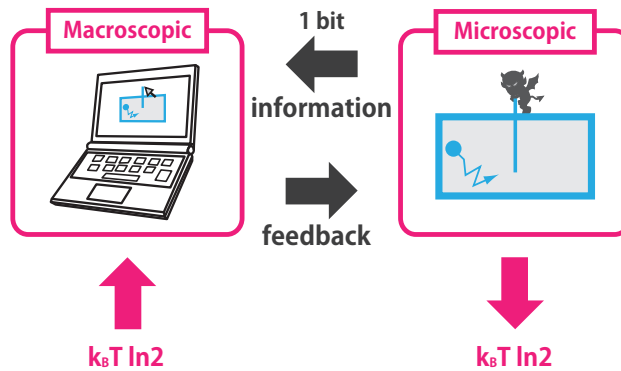 Macroscopic
1 bit
Microscopic
information
feedback
kBT ln2
kBT ln2